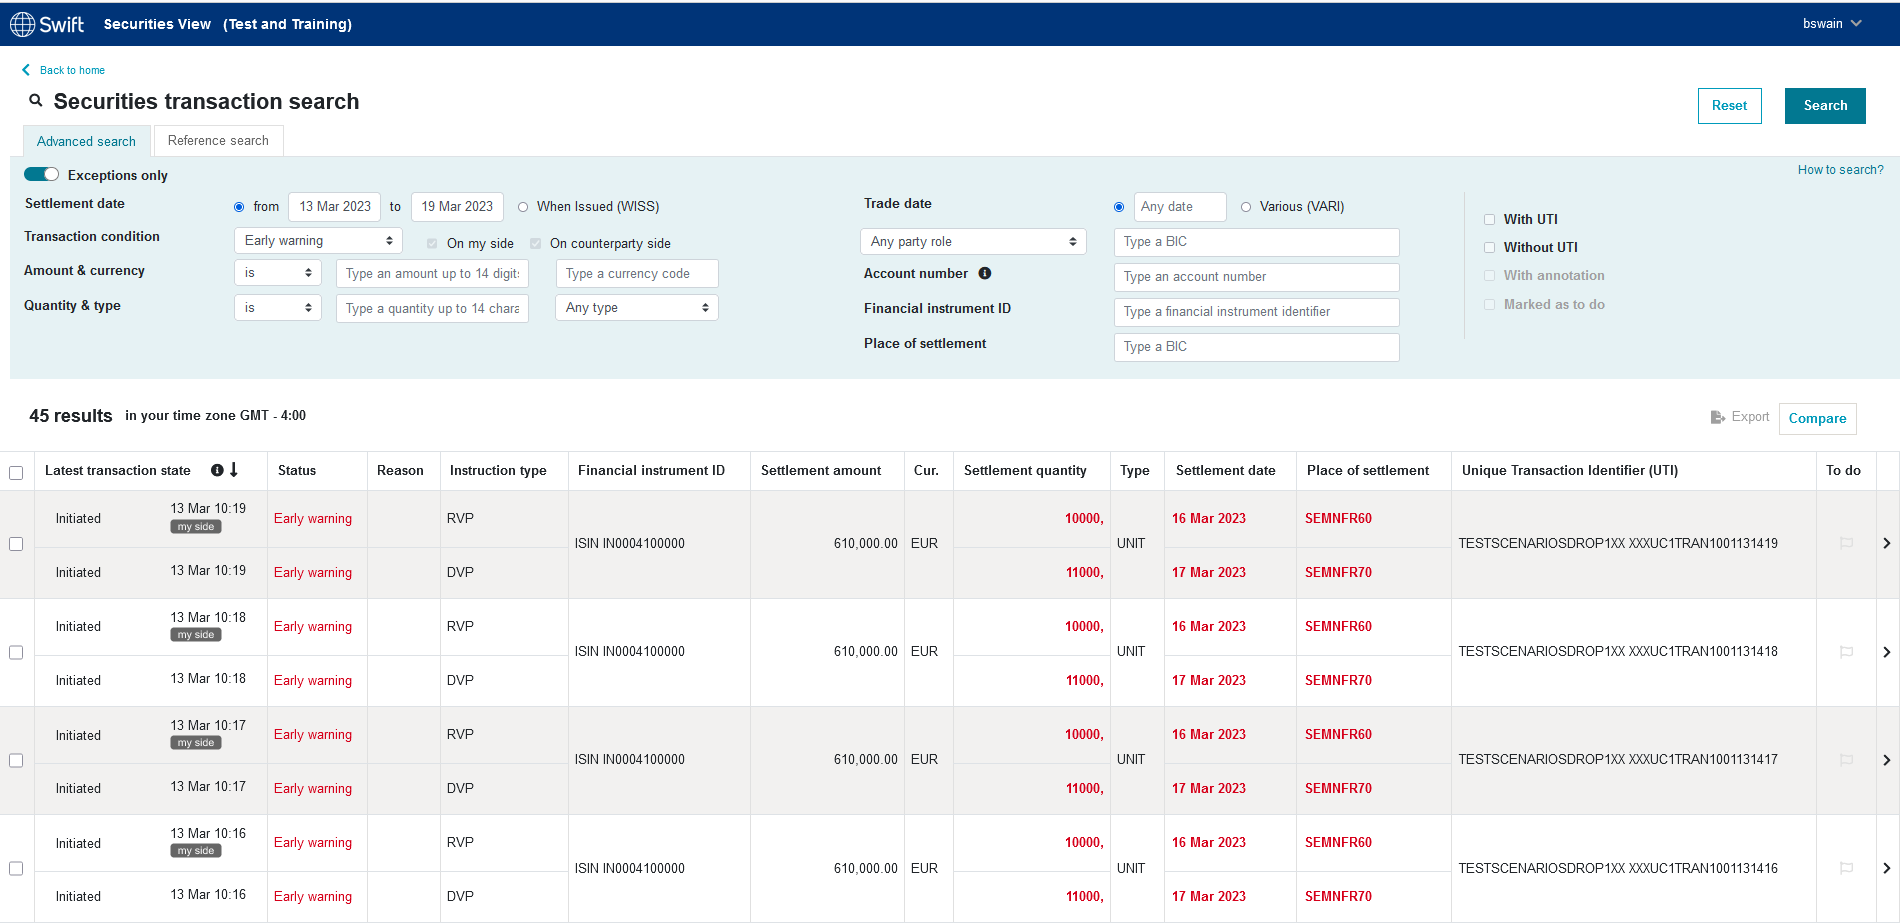 Swift Securities View (Test and Training) bswain
Back to home
Securities transaction search
Reset Search
Advanced search Reference search
Exceptions only How to search?
Settlement date from 13 Mar 2023 to 19 Mar 2023 When Issued (WISS) Trade date Any date Various (VARI)
With UTI
Transaction condition Early warning On my side On counterparty side Any party role Type a BIC
Without UTI
Amount & currency is Type an amount up to 14 digits Type a currency code Account number Type an account number
With annotation
Quantity & type is Type a quantity up to 14 chara Any type Financial instrument ID Type a financial instrument identifier
Marked as to do
Place of settlement Type a BIC
45 results in your time zone GMT - 4:00 Export Compare
Latest transaction state Status Reason Instruction type Financial instrument ID Settlement amount Cur. Settlement quantity Type Settlement date Place of settlement Unique Transaction Identifier (UTI) To do
Initiated 13 Mar 10:19 my side Early warning RVP 10000, 16 Mar 2023 SEMNFR60
ISIN IN0004100000 610,000.00 EUR UNIT TESTSCENARIOSDROP1XX XXXUC1TRAN1001131419
Initiated 13 Mar 10:19 Early warning DVP 11000, 17 Mar 2023 SEMNFR70
Initiated 13 Mar 10:18 my side Early warning RVP 10000, 16 Mar 2023 SEMNFR60
ISIN IN0004100000 610,000.00 EUR UNIT TESTSCENARIOSDROP1XX XXXUC1TRAN1001131418
Initiated 13 Mar 10:18 Early warning DVP 11000, 17 Mar 2023 SEMNFR70
Initiated 13 Mar 10:17 my side Early warning RVP 10000, 16 Mar 2023 SEMNFR60
ISIN IN0004100000 610,000.00 EUR UNIT TESTSCENARIOSDROP1XX XXXUC1TRAN1001131417
Initiated 13 Mar 10:17 Early warning DVP 11000, 17 Mar 2023 SEMNFR70
Initiated 13 Mar 10:16 my side Early warning RVP 10000, 16 Mar 2023 SEMNFR60
ISIN IN0004100000 610,000.00 EUR UNIT TESTSCENARIOSDROP1XX XXXUC1TRAN1001131416
Initiated 13 Mar 10:16 Early warning DVP 11000, 17 Mar 2023 SEMNFR70